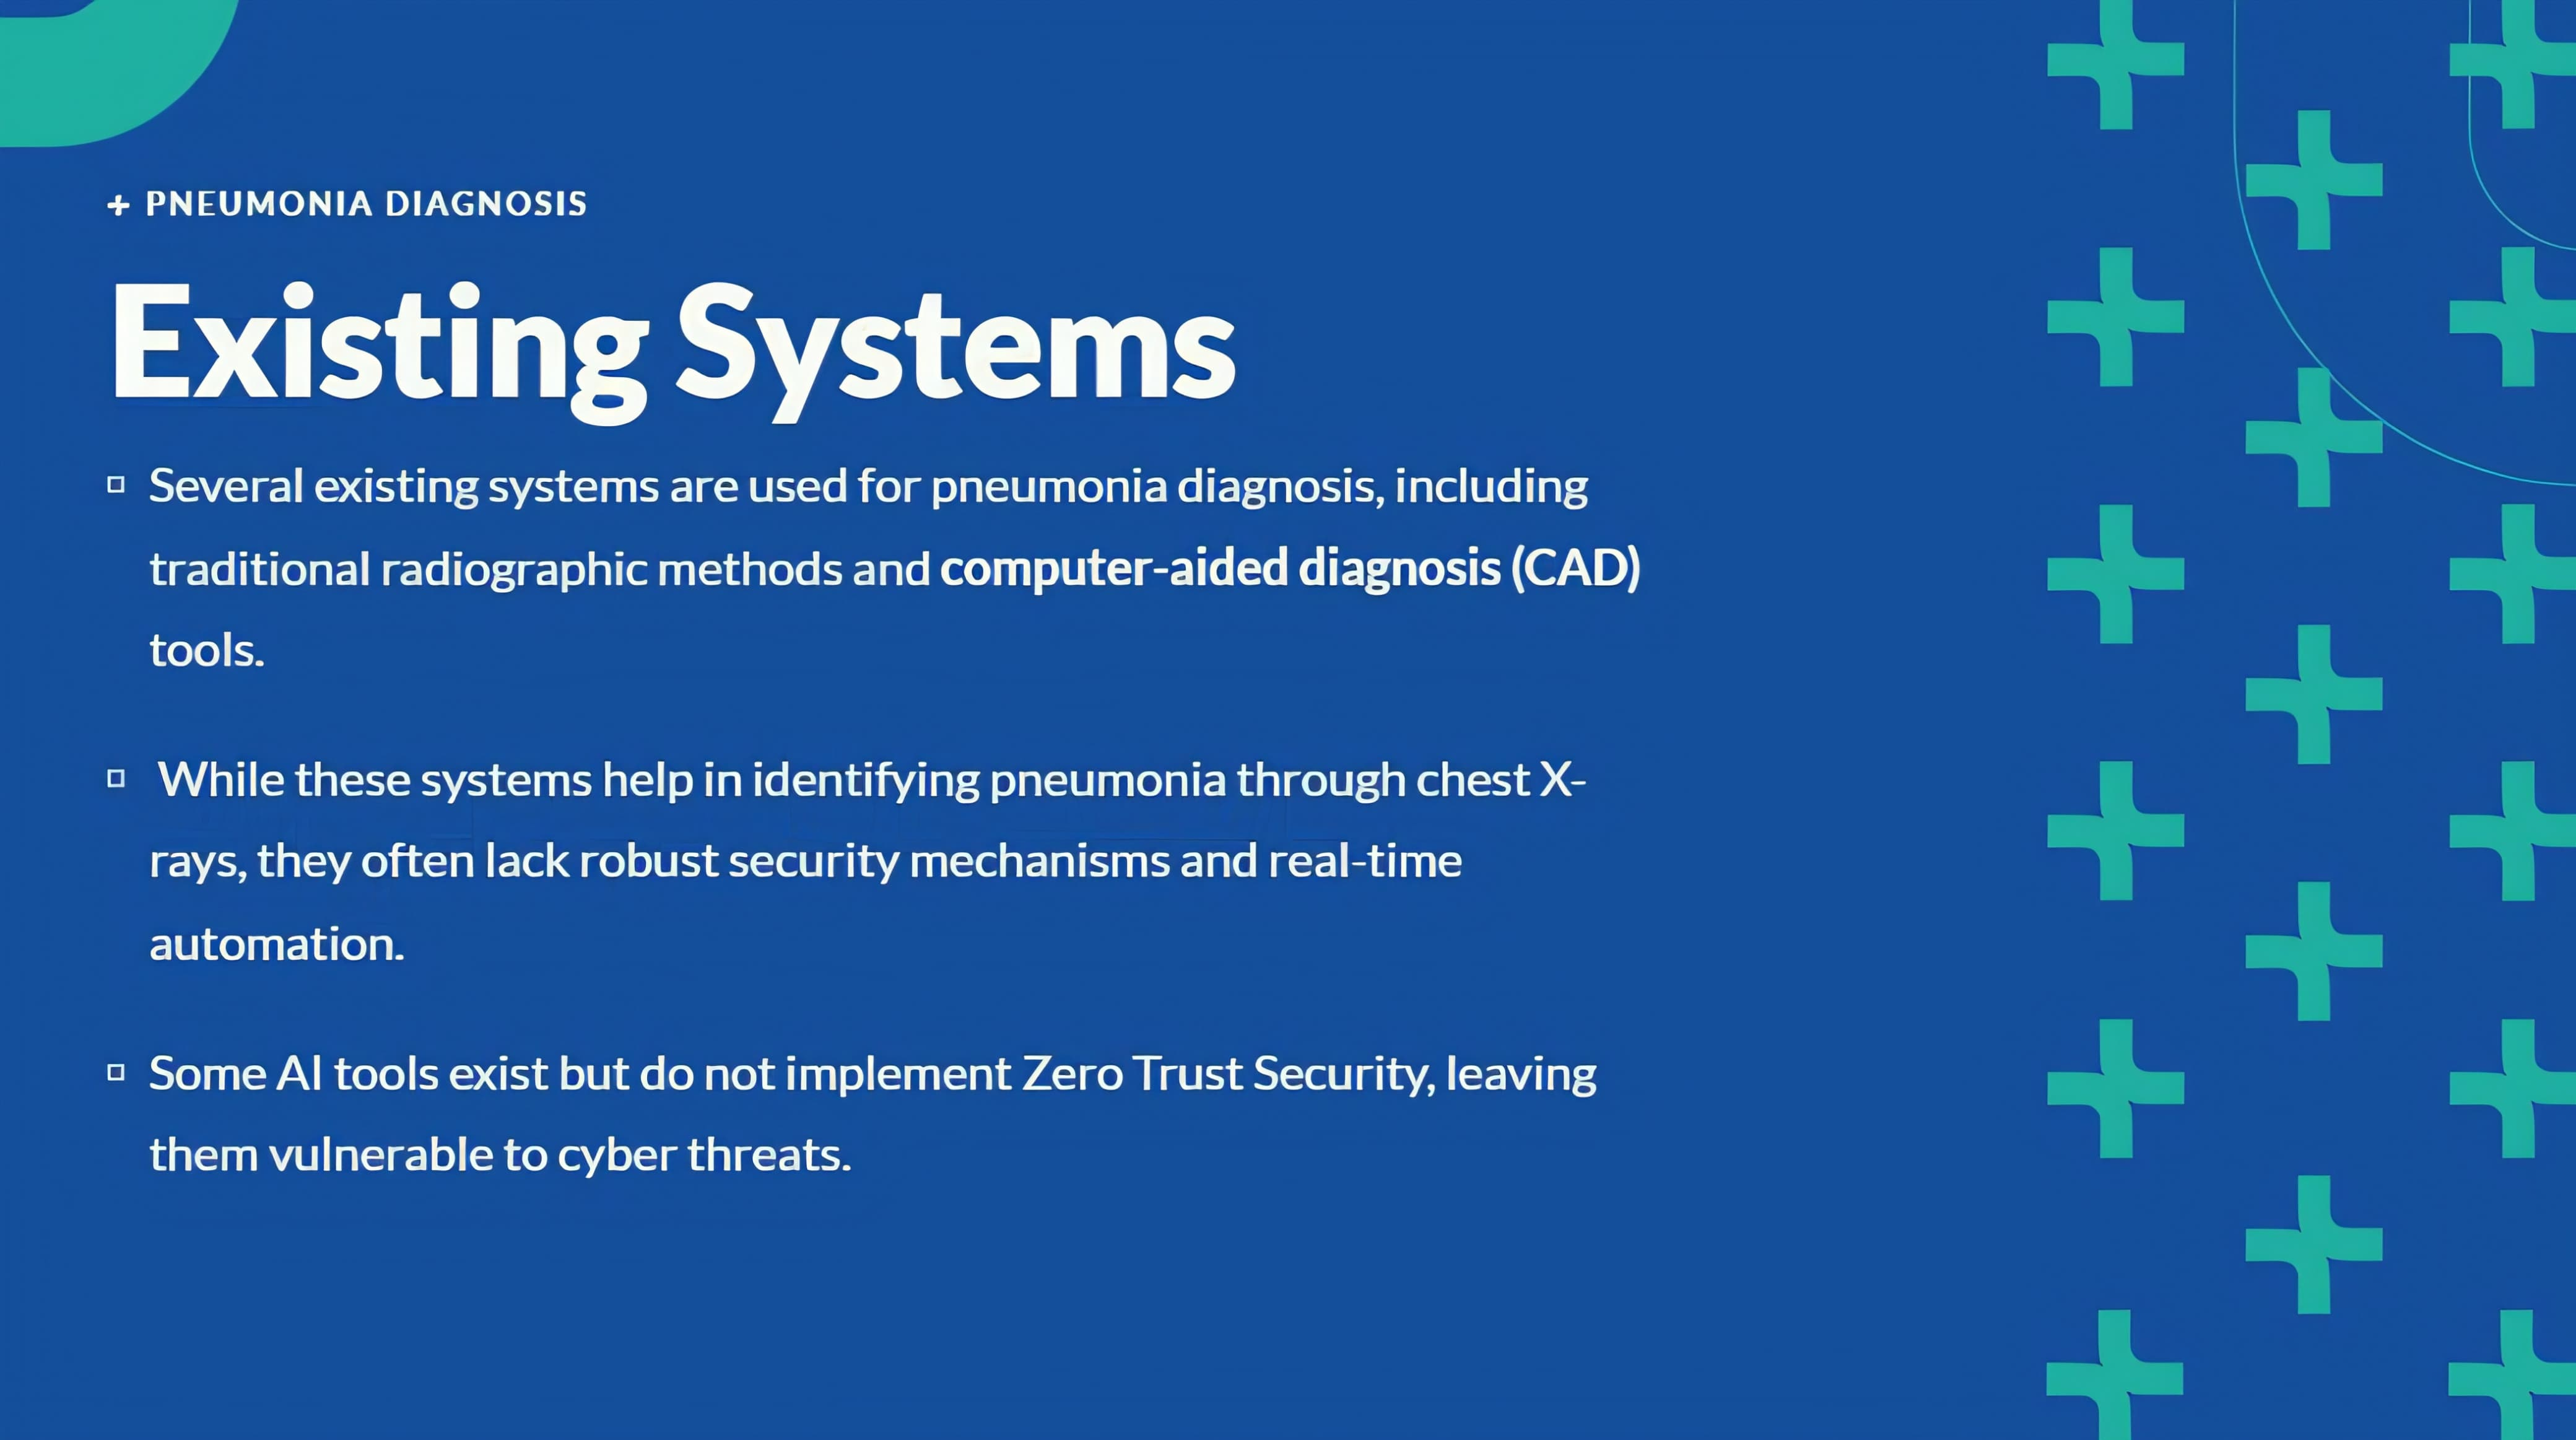 + PNEUMONIA DIAGNOSIS
Existing Systems
Several existing systems are used for pneumonia diagnosis, including
traditional radiographic methods and computer-aided diagnosis (CAD)
tools.
While these systems help in identifying pneumonia through chest X-
rays, they often lack robust security mechanisms and real-time
automation.
Some AI tools exist but do not implement Zero Trust Security, leaving
them vulnerable to cyber threats.